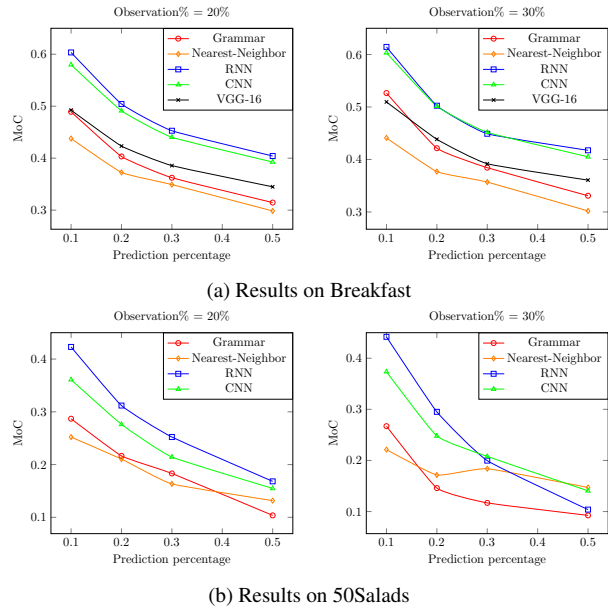 Observation% = 20%
Grammar
Nearest-Neighbor
RNN
CNN
VGG-16
MoC
0.6
0.5
0.4
0.3
0.1 0.2 0.3 0.4 0.5
Prediction percentage
Observation% = 30%
Grammar
Nearest-Neighbor
RNN
CNN
VGG-16
MoC
0.6
0.5
0.4
0.3
0.1 0.2 0.3 0.4 0.5
Prediction percentage
(a) Results on Breakfast
Observation% = 20%
Grammar
Nearest-Neighbor
RNN
CNN
MoC
0.4
0.3
0.2
0.1
0.1 0.2 0.3 0.4 0.5
Prediction percentage
Observation% = 30%
Grammar
Nearest-Neighbor
RNN
CNN
MoC
0.4
0.3
0.2
0.1
0.1 0.2 0.3 0.4 0.5
Prediction percentage
(b) Results on 50Salads